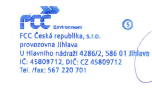 FCC Environment
FCC Česká republika, s.r.o.
provozovna Jihlava
U Hlavního nádraží 4286/2, 586 01 Jihlava
IČ: 45809712, DIČ: CZ 45809712
Tel. /fax: 567 220 701